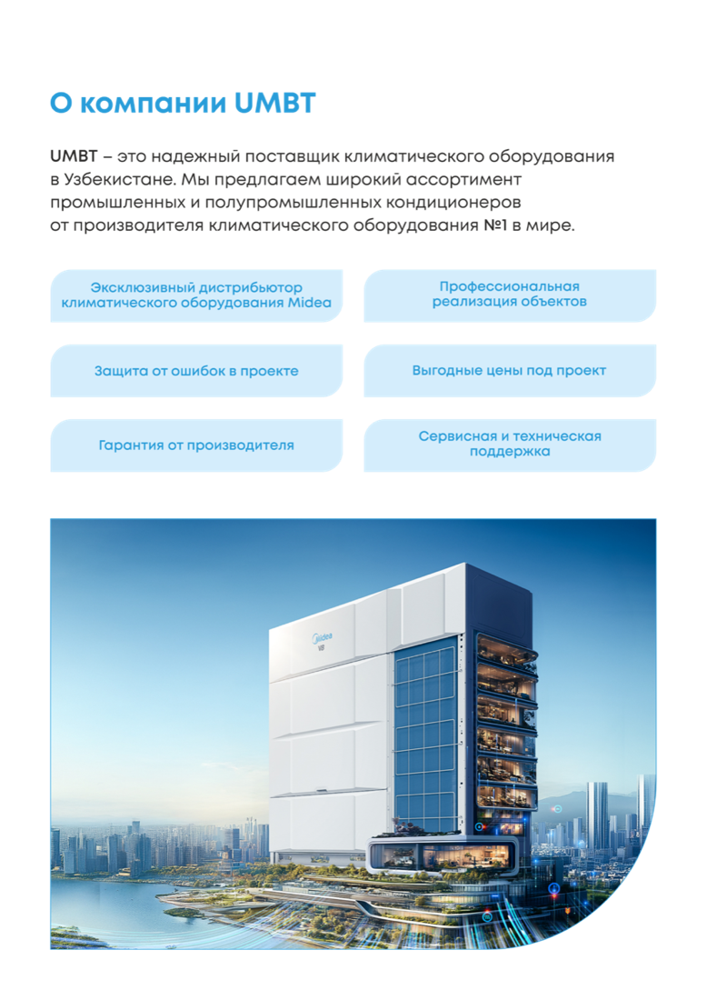 О компании UMBT
UMBT – это надежный поставщик климатического оборудования
в Узбекистане. Мы предлагаем широкий ассортимент
промышленных и полупромышленных кондиционеров
от производителя климатического оборудования №1 в мире.
Эксклюзивный дистрибьютор
климатического оборудования Midea
Профессиональная
реализация объектов
Защита от ошибок в проекте
Выгодные цены под проект
Гарантия от производителя
Сервисная и техническая
поддержка
Midea
V8